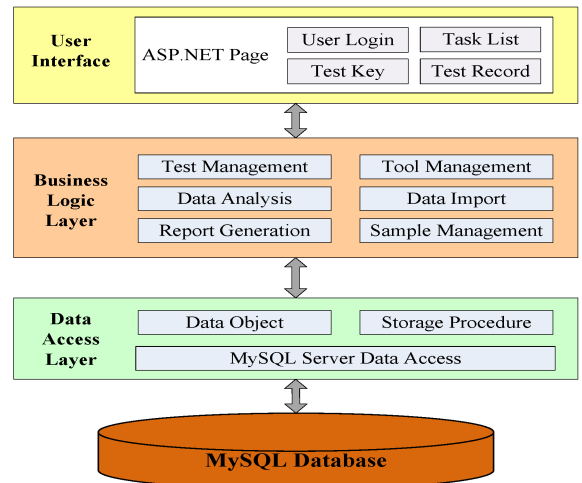 User
Interface
ASP.NET Page
User Login
Task List
Test Key
Test Record
Business
Logic
Layer
Test Management
Tool Management
Data Analysis
Data Import
Report Generation
Sample Management
Data
Access
Layer
Data Object
Storage Procedure
MySQL Server Data Access
MySQL Database